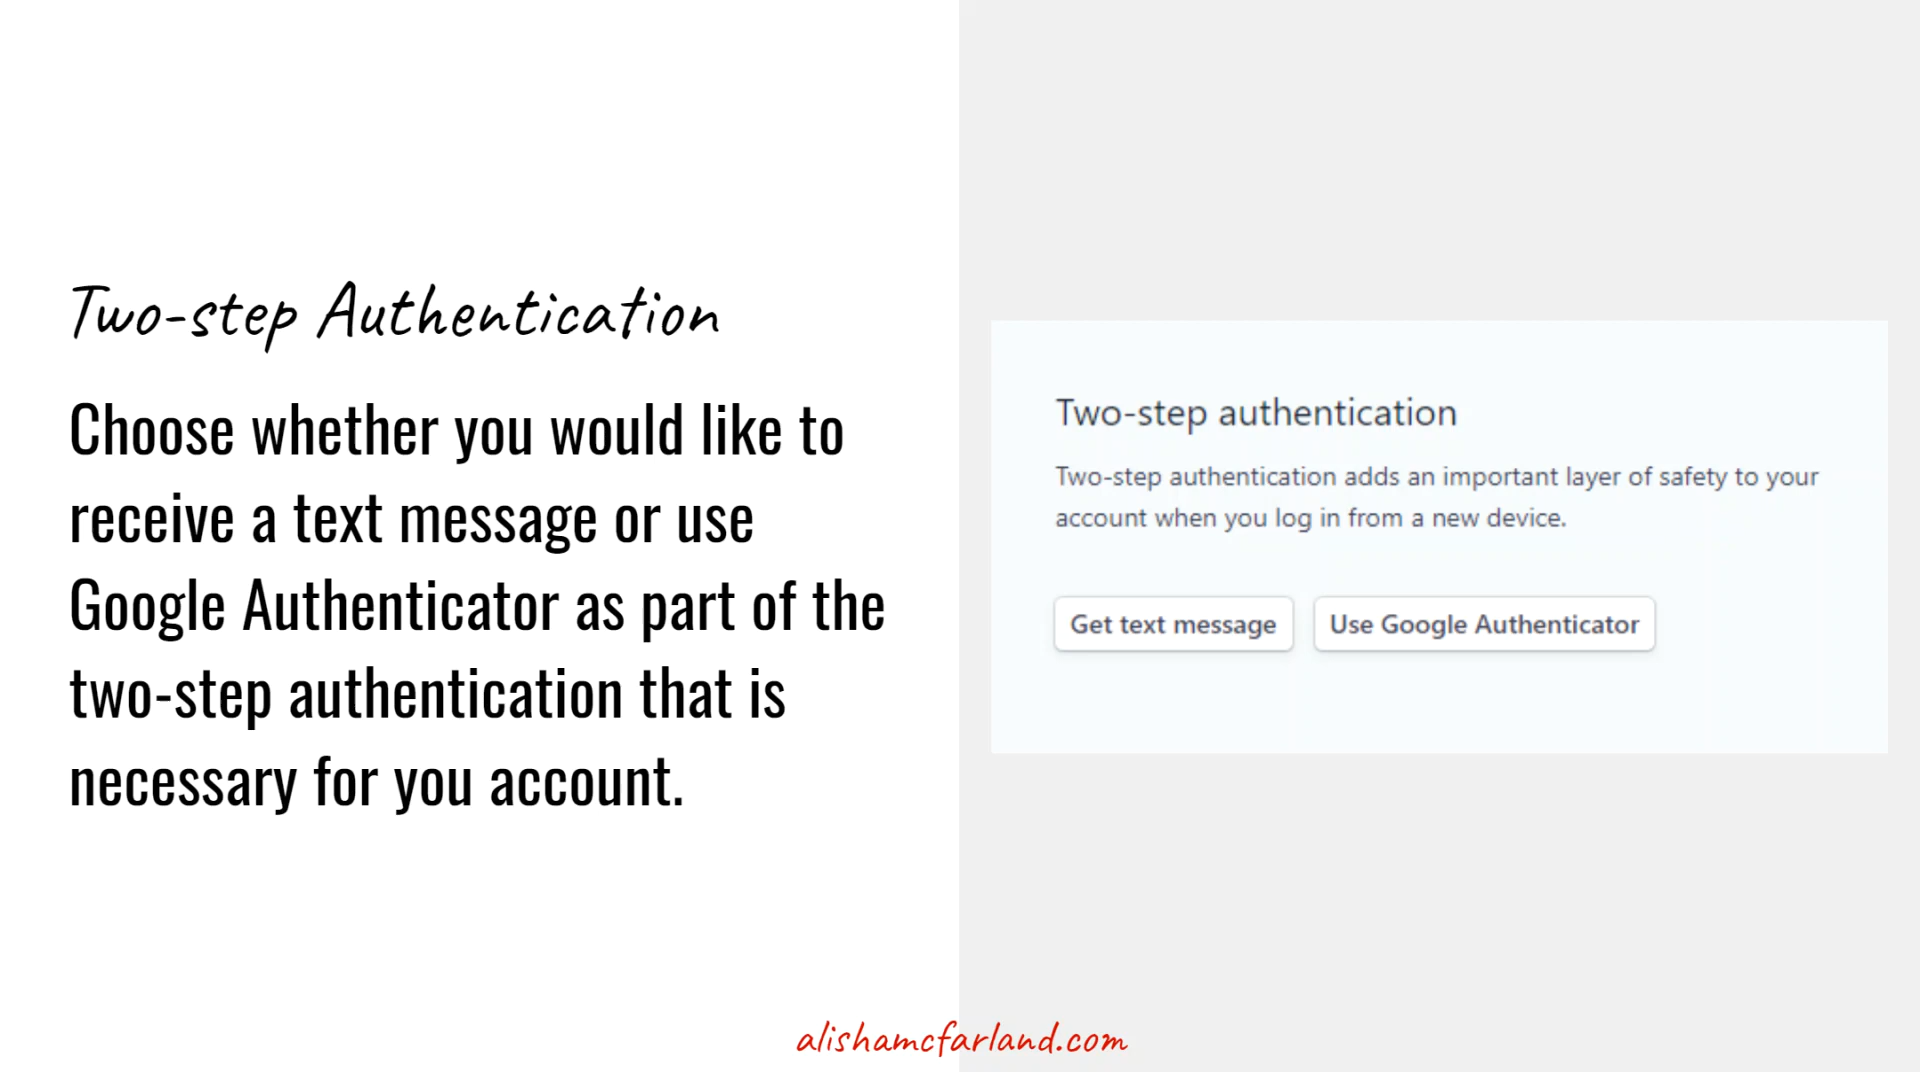 Two-step Authentication
Choose whether you would like to
receive a text message or use
Google Authenticator as part of the
two-step authentication that is
necessary for you account.
Two-step authentication
Two-step authentication adds an important layer of safety to your
account when you log in from a new device.
Get text message Use Google Authenticator
alishamcfarland.com